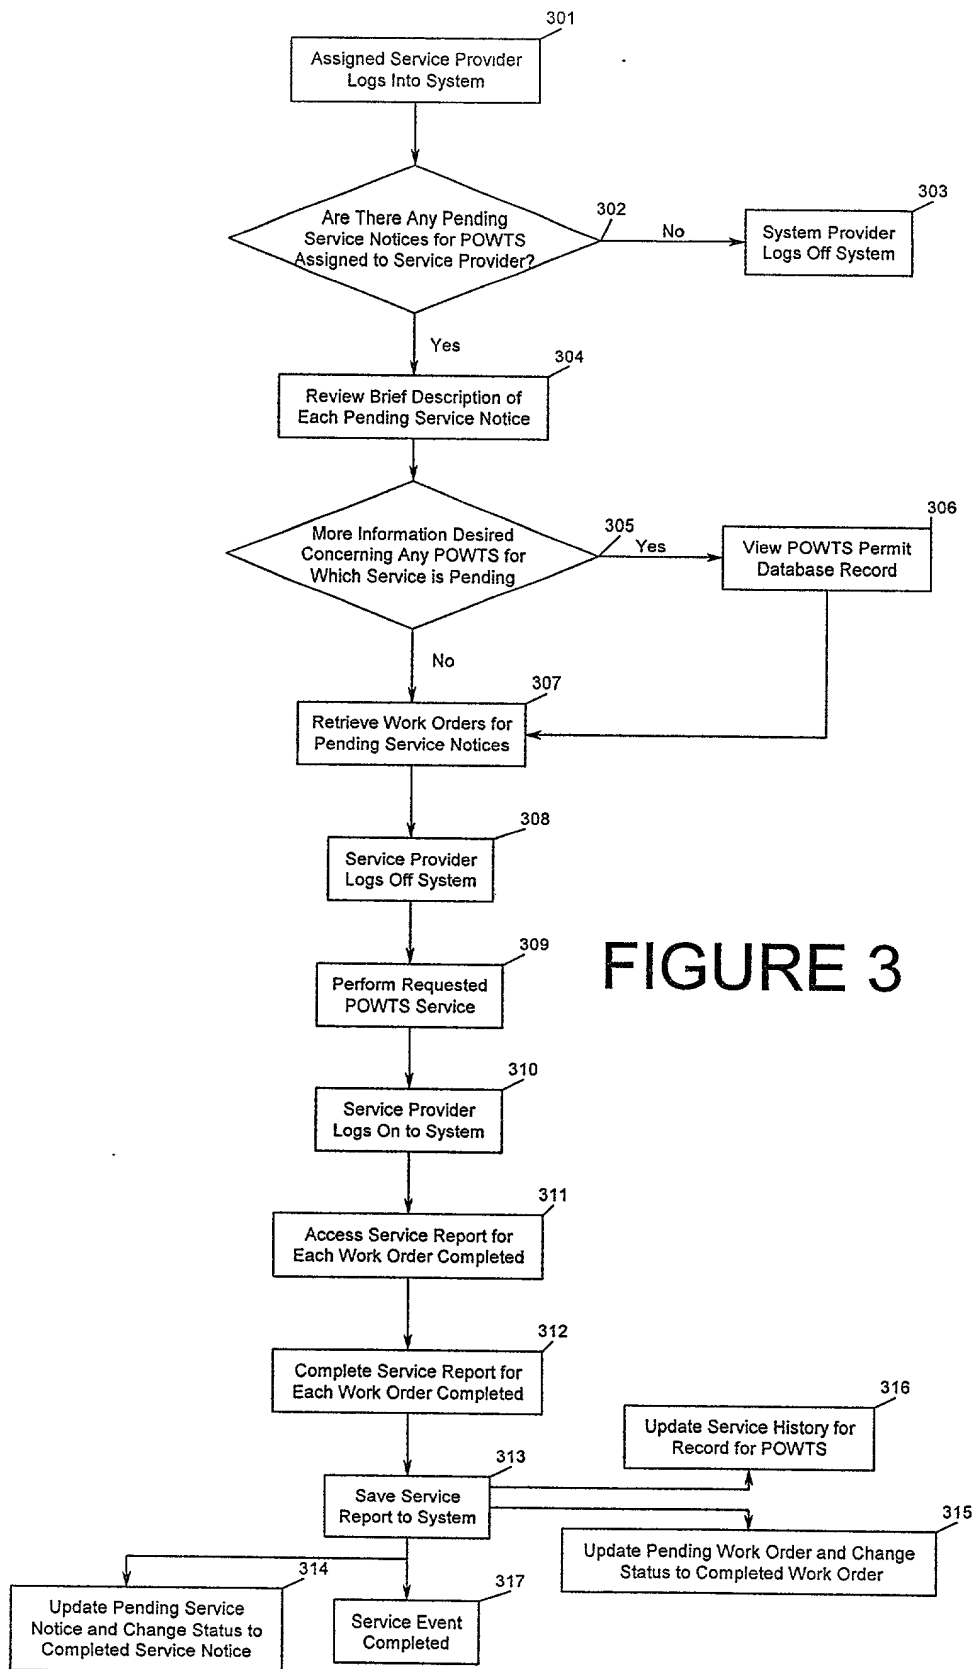 301
Assigned Service Provider
Logs Into System
Are There Any Pending
Service Notices for POWTS
Assigned to Service Provider?
302
No
303
System Provider
Logs Off System
Yes
304
Review Brief Description of
Each Pending Service Notice
More Information Desired
Concerning Any POWTS for
Which Service is Pending
305
Yes
306
View POWTS Permit
Database Record
No
307
Retrieve Work Orders for
Pending Service Notices
308
Service Provider
Logs Off System
309
Perform Requested
POWTS Service
FIGURE 3
310
Service Provider
Logs On to System
311
Access Service Report for
Each Work Order Completed
312
Complete Service Report for
Each Work Order Completed
316
Update Service History for
Record for POWTS
313
Save Service
Report to System
315
Update Pending Work Order and Change
Status to Completed Work Order
314
Update Pending Service
Notice and Change Status to
Completed Service Notice
317
Service Event
Completed